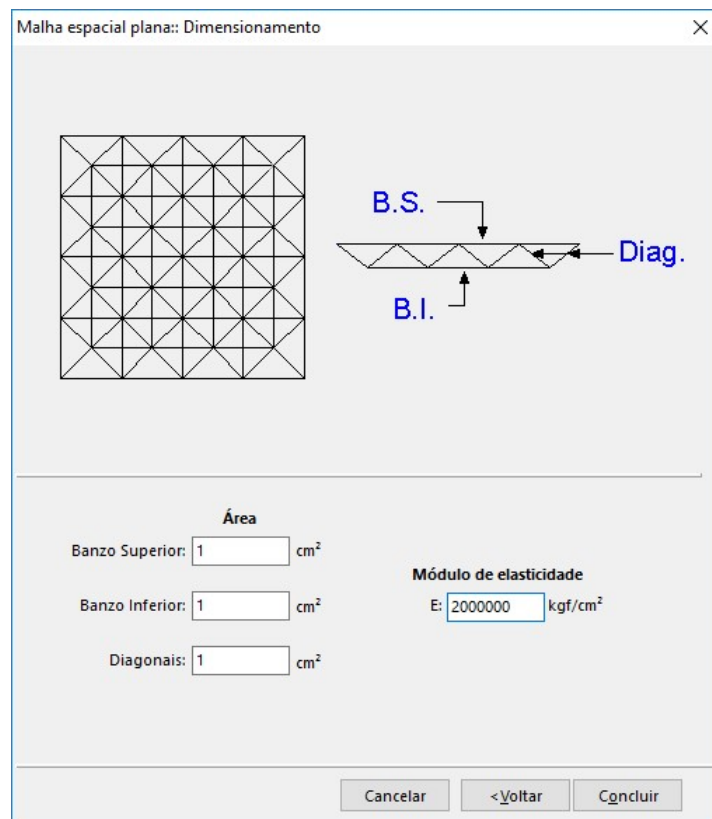 Malha espacial plana:: Dimensionamento
B.S.
Diag.
B.I.
Área
Banzo Superior: 1 cm²
Módulo de elasticidade
Banzo Inferior: 1 cm²
E: 2000000 kgf/cm²
Diagonais: 1 cm²
Cancelar
<Voltar
Concluir